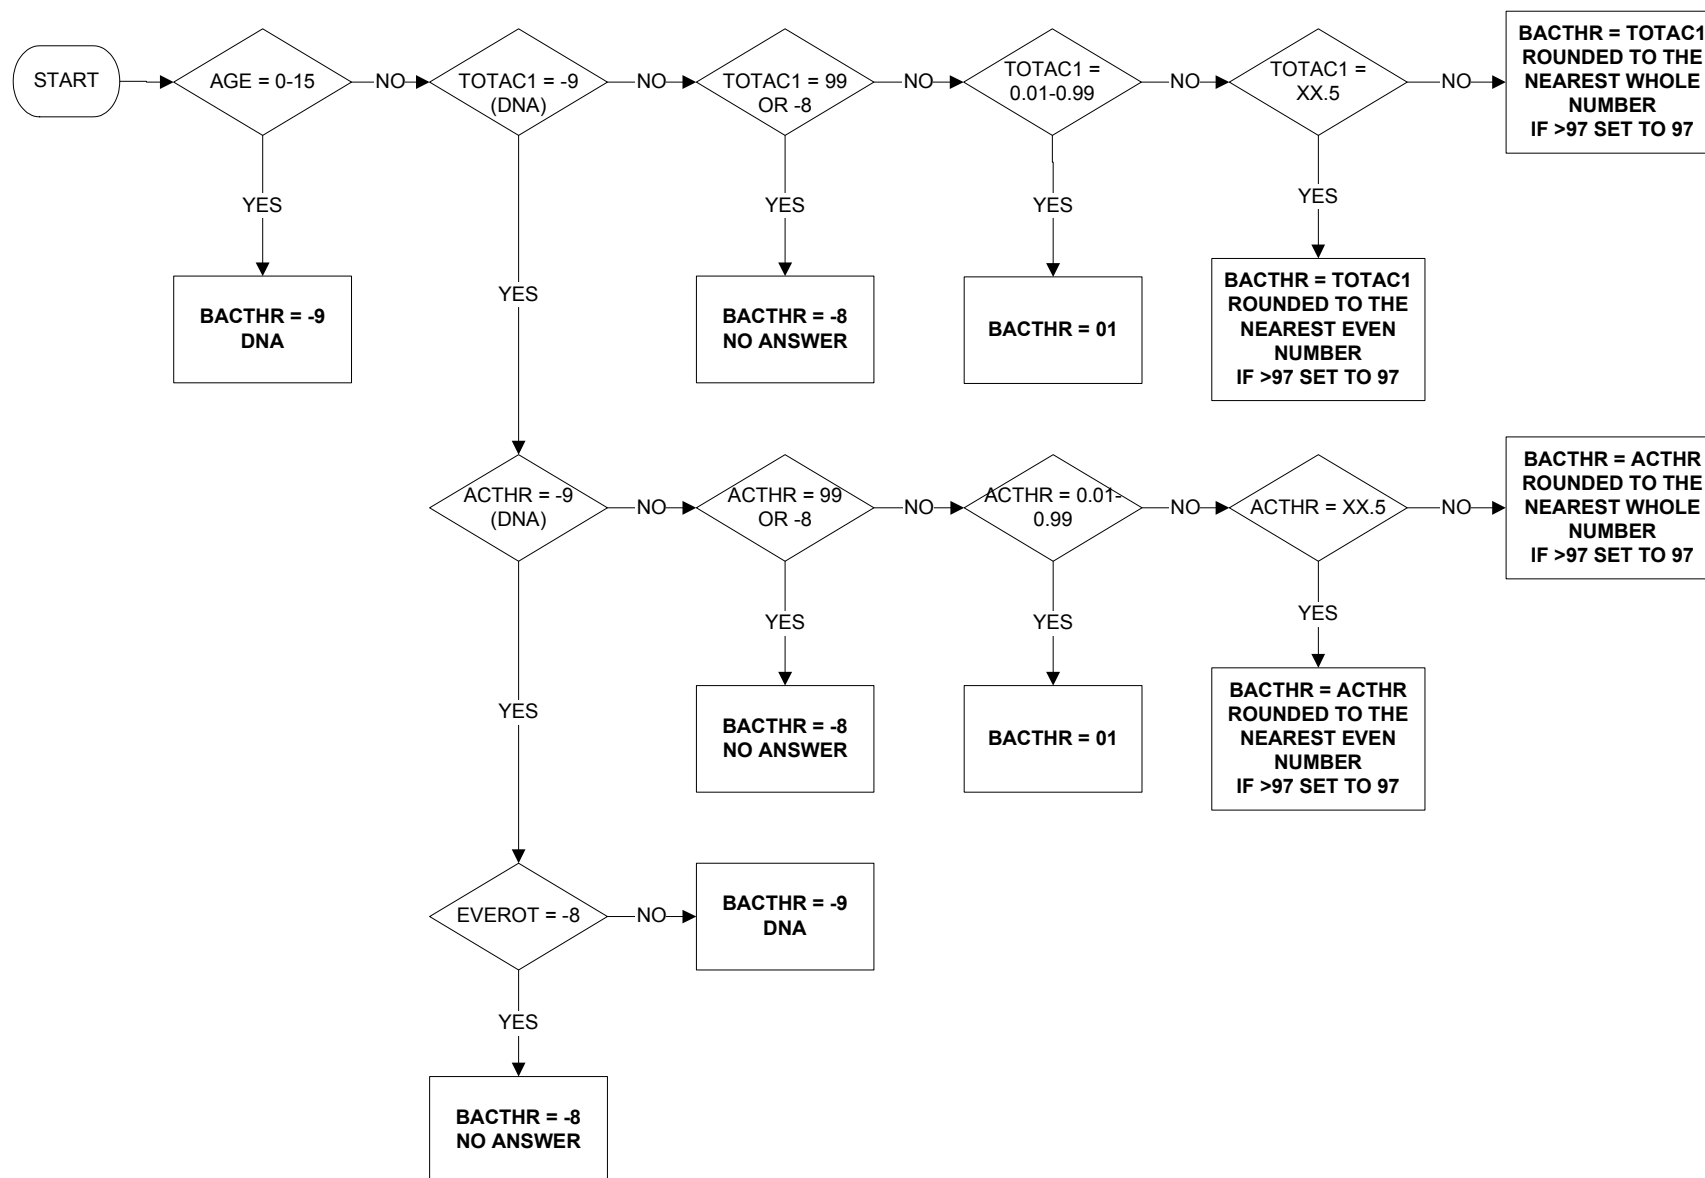 START
AGE = 0-15
NO
TOTAC1 = -9
(DNA)
NO
TOTAC1 = 99
OR -8
NO
TOTAC1 =
0.01-0.99
NO
TOTAC1 =
XX.5
NO
BACTHR = TOTAC1
ROUNDED TO THE
NEAREST WHOLE
NUMBER
IF >97 SET TO 97
YES
YES
YES
YES
YES
BACTHR = -9
DNA
BACTHR = -8
NO ANSWER
BACTHR = 01
BACTHR = TOTAC1
ROUNDED TO THE
NEAREST EVEN
NUMBER
IF >97 SET TO 97
ACTHR = -9
(DNA)
NO
ACTHR = 99
OR -8
NO
ACTHR = 0.01-
0.99
NO
ACTHR = XX.5
NO
BACTHR = ACTHR
ROUNDED TO THE
NEAREST WHOLE
NUMBER
IF >97 SET TO 97
YES
YES
YES
YES
BACTHR = -8
NO ANSWER
BACTHR = 01
BACTHR = ACTHR
ROUNDED TO THE
NEAREST EVEN
NUMBER
IF >97 SET TO 97
EVEROT = -8
NO
BACTHR = -9
DNA
YES
BACTHR = -8
NO ANSWER